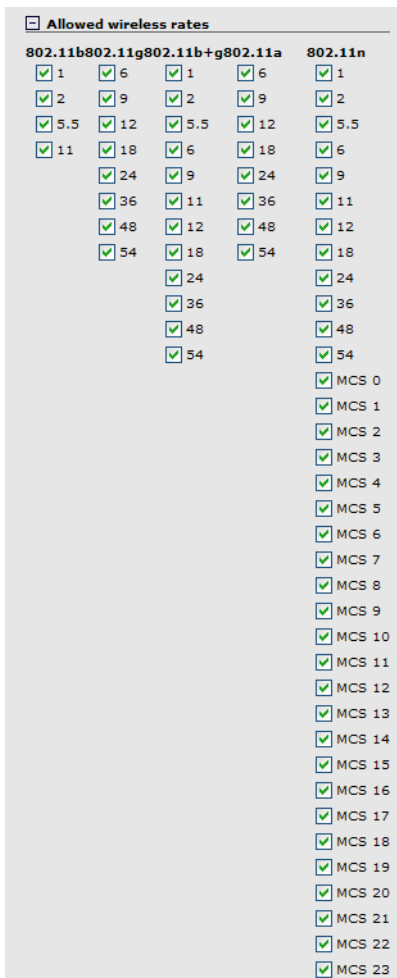 Allowed wireless rates
802.11b 802.11g 802.11b+g 802.11a 802.11n
1 6 1 6 1
2 9 2 9 2
5.5 12 5.5 12 5.5
11 18 6 18 6
24 9 24 9
36 11 36 11
48 12 48 12
54 18 54 18
24 24
36 36
48 48
54 54
MCS 0
MCS 1
MCS 2
MCS 3
MCS 4
MCS 5
MCS 6
MCS 7
MCS 8
MCS 9
MCS 10
MCS 11
MCS 12
MCS 13
MCS 14
MCS 15
MCS 16
MCS 17
MCS 18
MCS 19
MCS 20
MCS 21
MCS 22
MCS 23